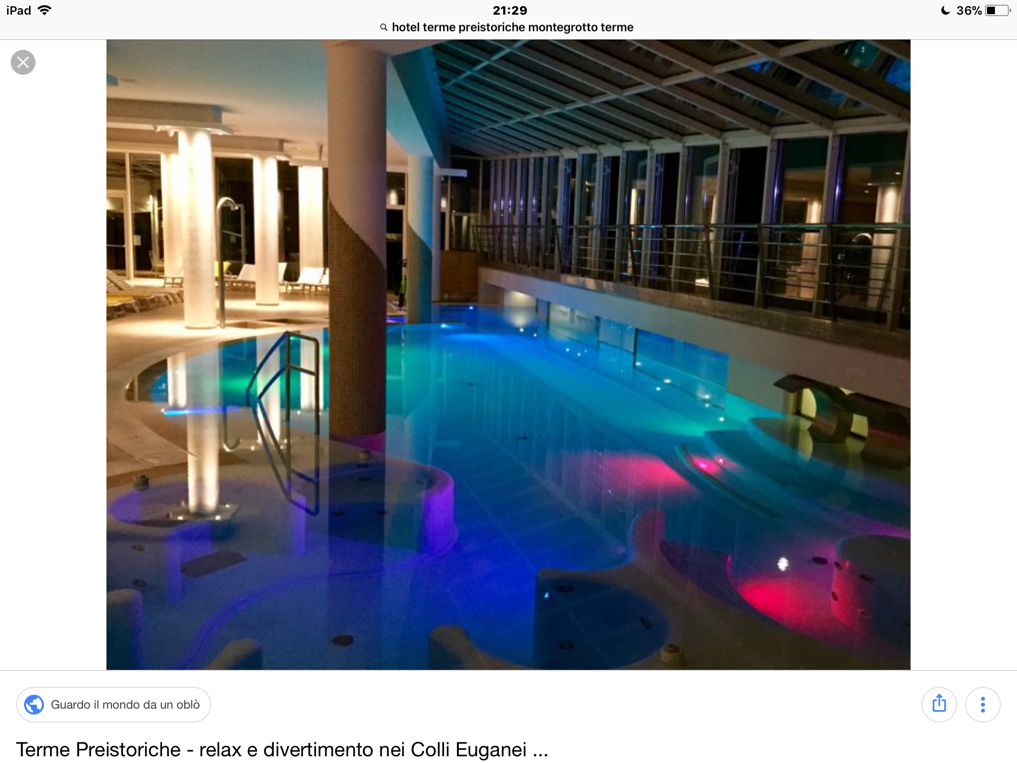 iPad 21:29 36%
hotel terme preistoriche montegrotto terme
Guardo il mondo da un oblò
Terme Preistoriche - relax e divertimento nei Colli Euganei ...